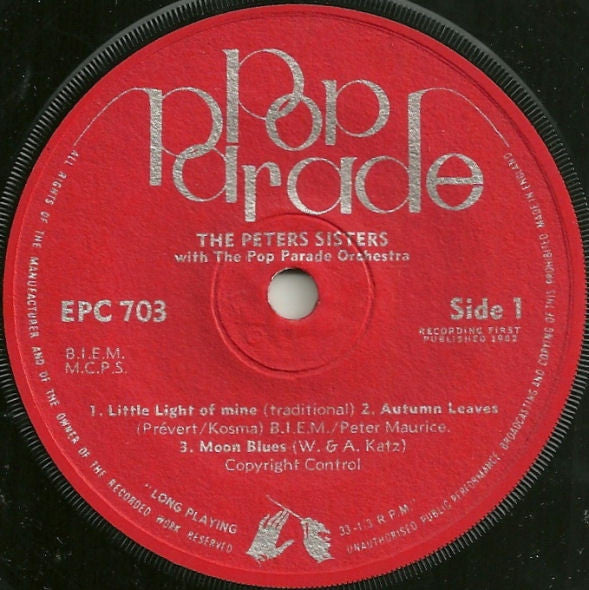 Pop
Parade
THE PETERS SISTERS
with The Pop Parade Orchestra
EPC 703
Side 1
RECORDING FIRST
PUBLISHED 1962
B.I.E.M.
M.C.P.S.
1. Little Light of mine (traditional) 2. Autumn Leaves
(Prévert/Kosma) B.I.E.M./Peter Maurice.
3. Moon Blues (W. & A. Katz)
Copyright Control
"LONG PLAYING
33-1.3 R.P.M"
ALL RIGHTS OF THE MANUFACTURER AND OF THE OWNER OF THE RECORDED WORK RESERVED
UNAUTHORISED PUBLIC PERFORMANCE BROADCASTING AND COPYING OF THIS PROHIBITED MADE IN ENGLAND